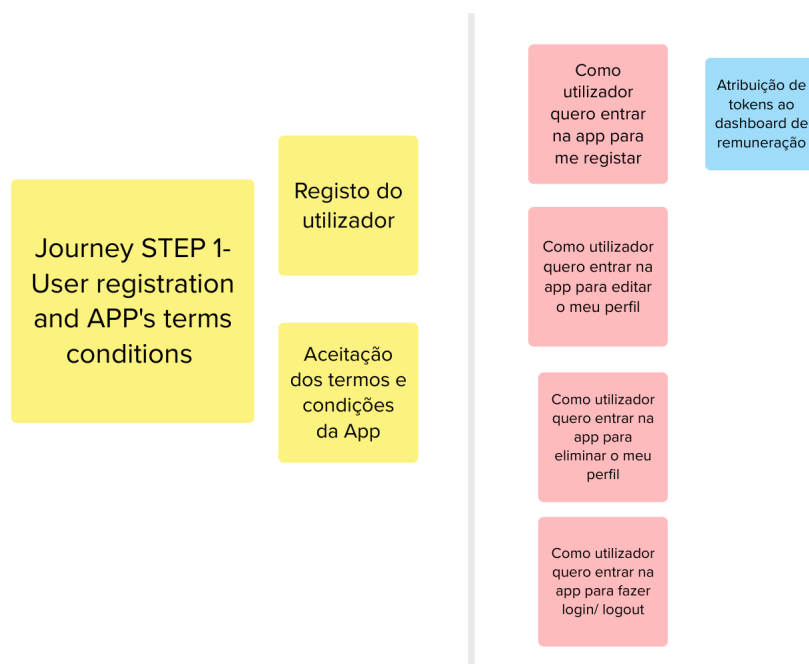 Journey STEP 1-
User registration
and APP's terms
conditions
Registo do
utilizador
Aceitação
dos termos e
condições
da App
Como
utilizador
quero entrar
na app para
me registar
Atribuição de
tokens ao
dashboard de
remuneração
Como utilizador
quero entrar na
app para editar
o meu perfil
Como utilizador
quero entrar na
app para
eliminar o meu
perfil
Como utilizador
quero entrar na
app para fazer
login/ logout